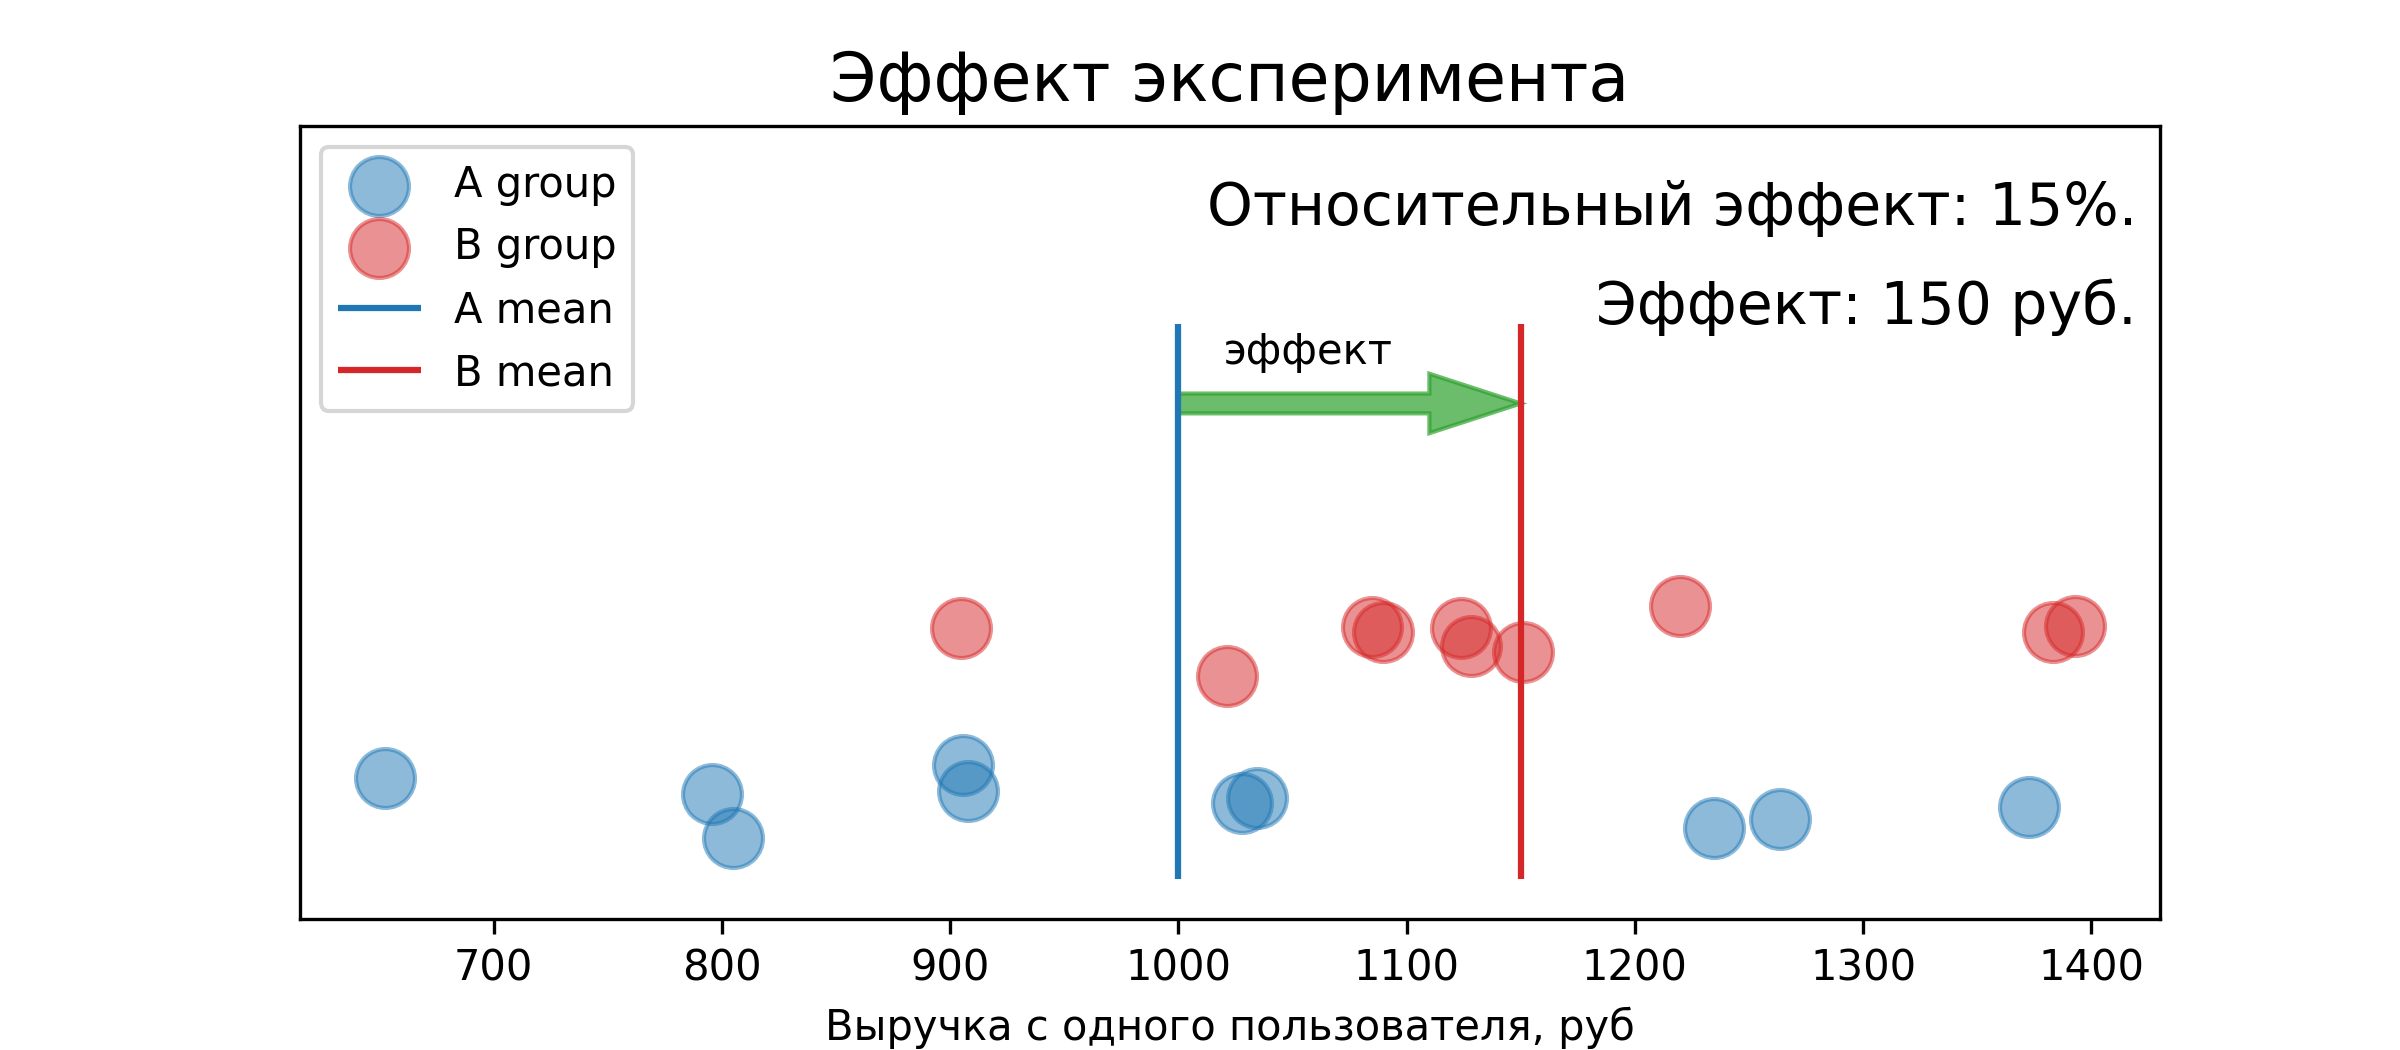 Эффект эксперимента
A group
B group
A mean
B mean
Относительный эффект: 15%.
Эффект: 150 руб.
эффект
700 800 900 1000 1100 1200 1300 1400
Выручка с одного пользователя, руб